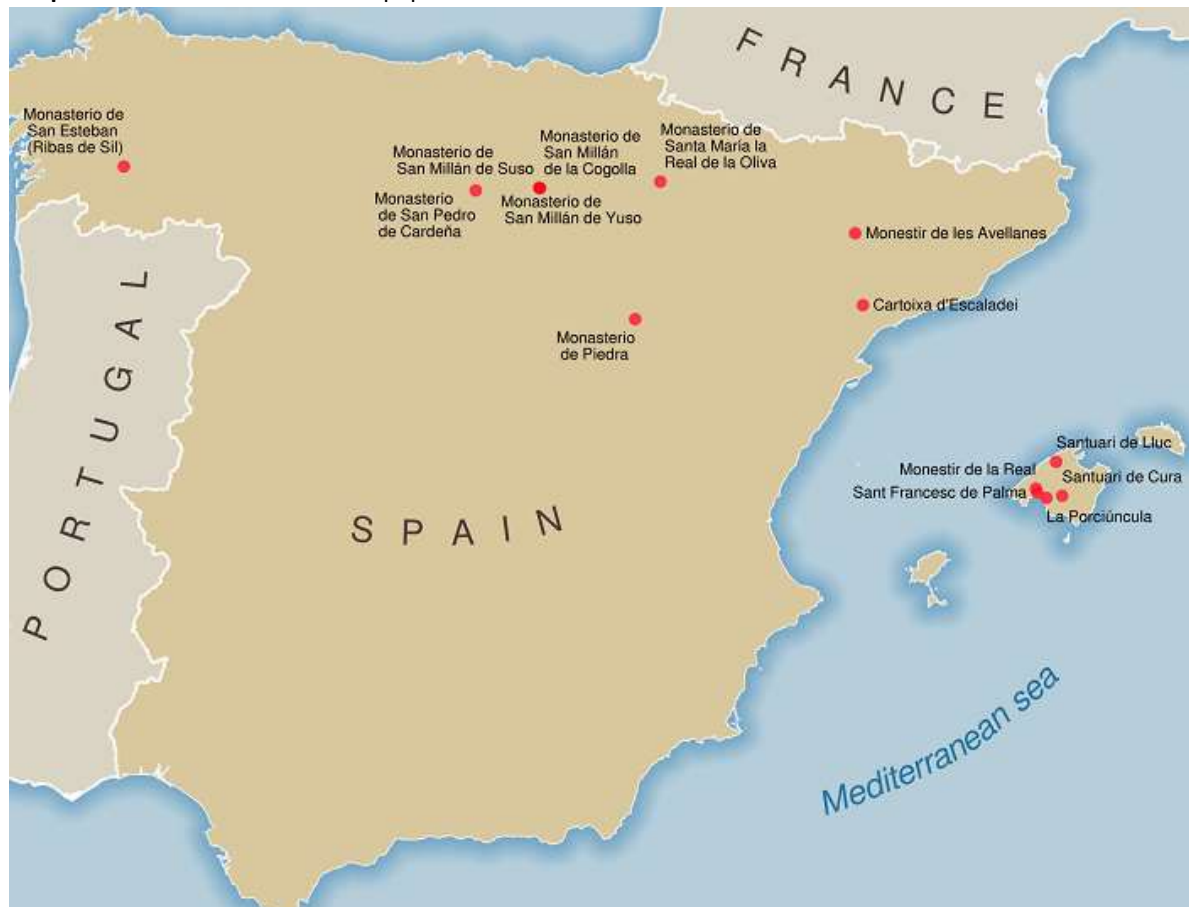 FRANCE
Monasterio de
San Esteban
(Ribas de Sil)
Monasterio de
San Millán de Suso
Monasterio de
San Millán
de la Cogolla
Monasterio de
Santa María la
Real de la Oliva
Monasterio
de San Pedro
de Cardeña
Monasterio de
San Millán de Yuso
Monestir de les Avellanes
Cartoixa d'Escaladei
Monasterio
de Piedra
PORTUGAL
SPAIN
Santuari de Lluc
Monestir de la Real
Santuari de Cura
Sant Francesc de Palma
La Porciúncula
Mediterranean sea